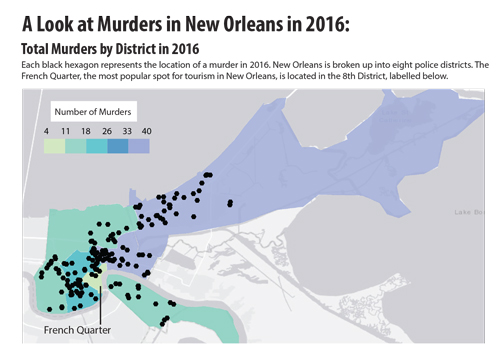 A Look at Murders in New Orleans in 2016:
Total Murders by District in 2016
Each black hexagon represents the location of a murder in 2016. New Orleans is broken up into eight police districts. The
French Quarter, the most popular spot for tourism in New Orleans, is located in the 8th District, labelled below.
Number of Murders
4 11 18 26 33 40
Lake Bo
French Quarter